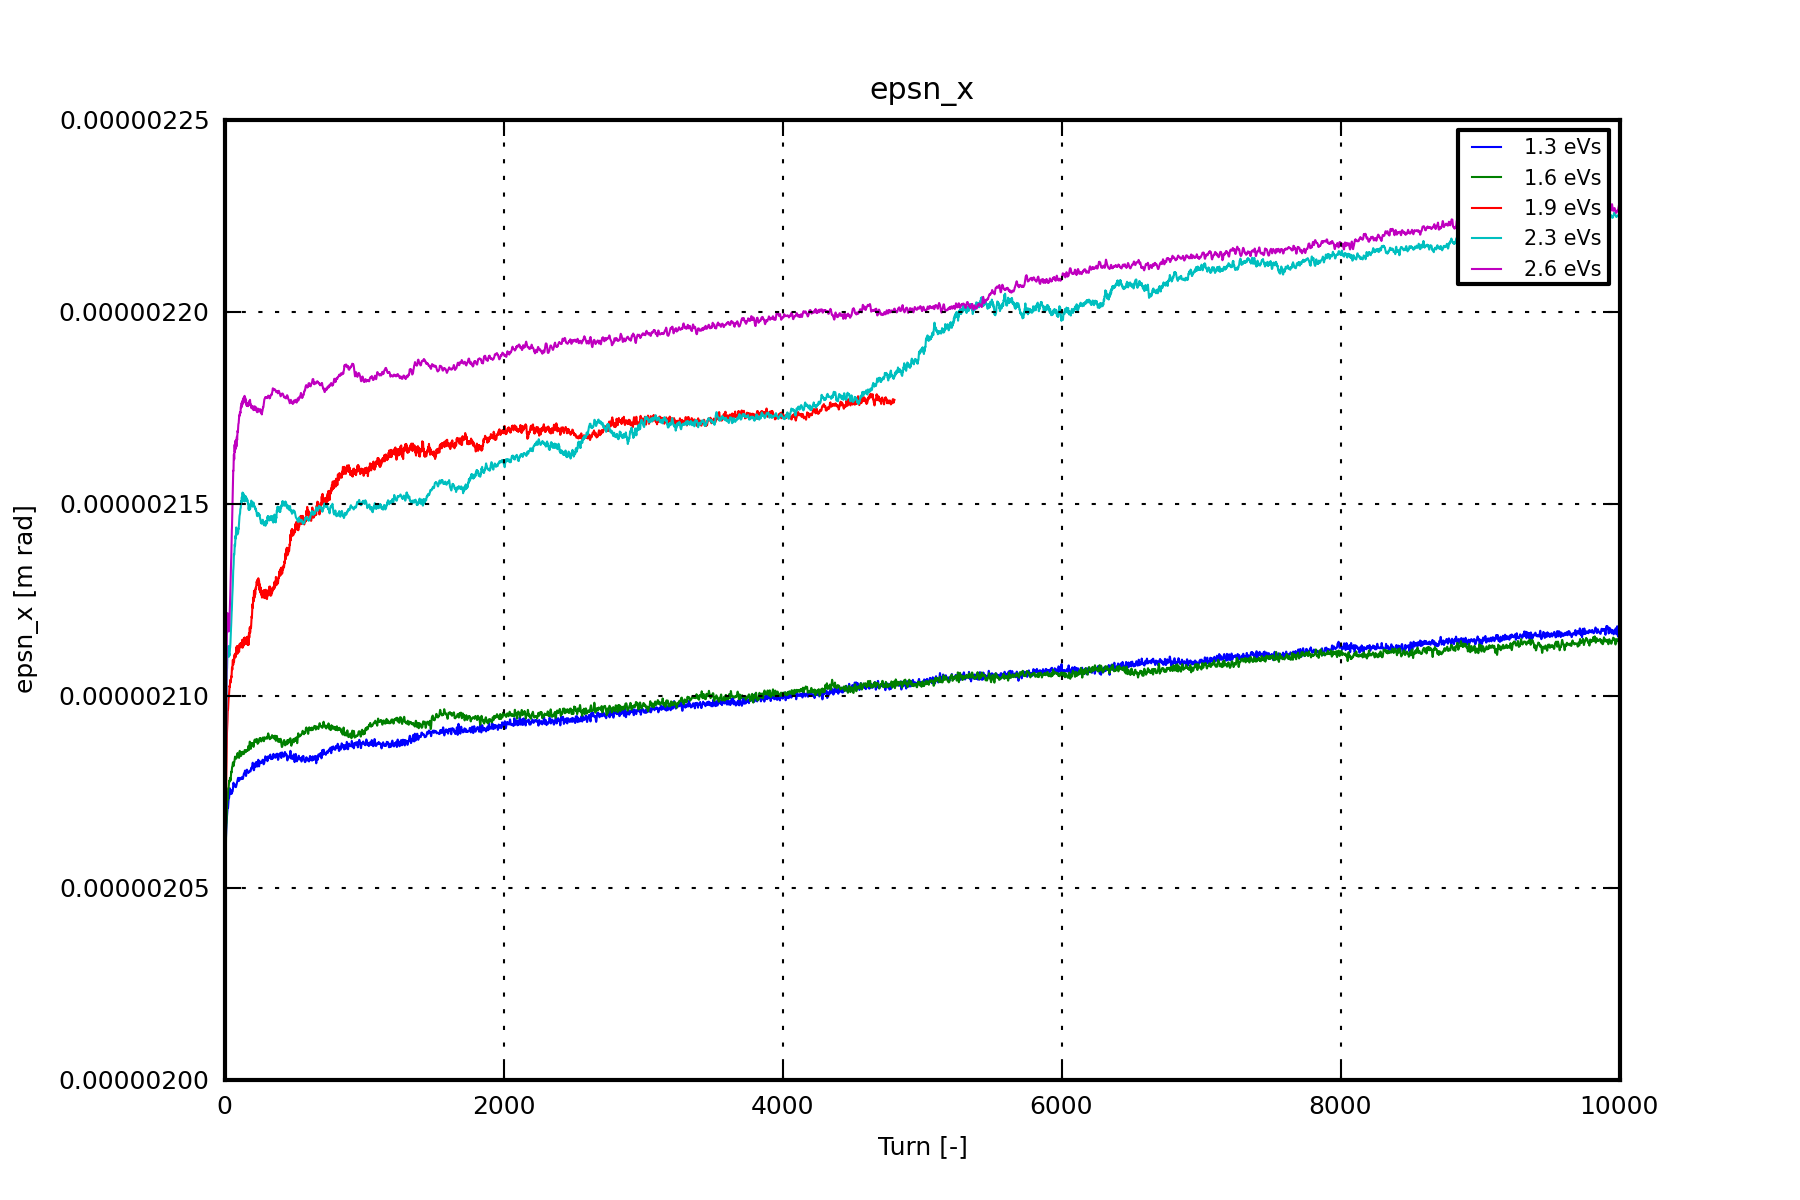 epsn_x
0.00000225
0.00000220
0.00000215
0.00000210
0.00000205
0.00000200
epsn_x [m rad]
1.3 eVs
1.6 eVs
1.9 eVs
2.3 eVs
2.6 eVs
0 2000 4000 6000 8000 10000
Turn [-]